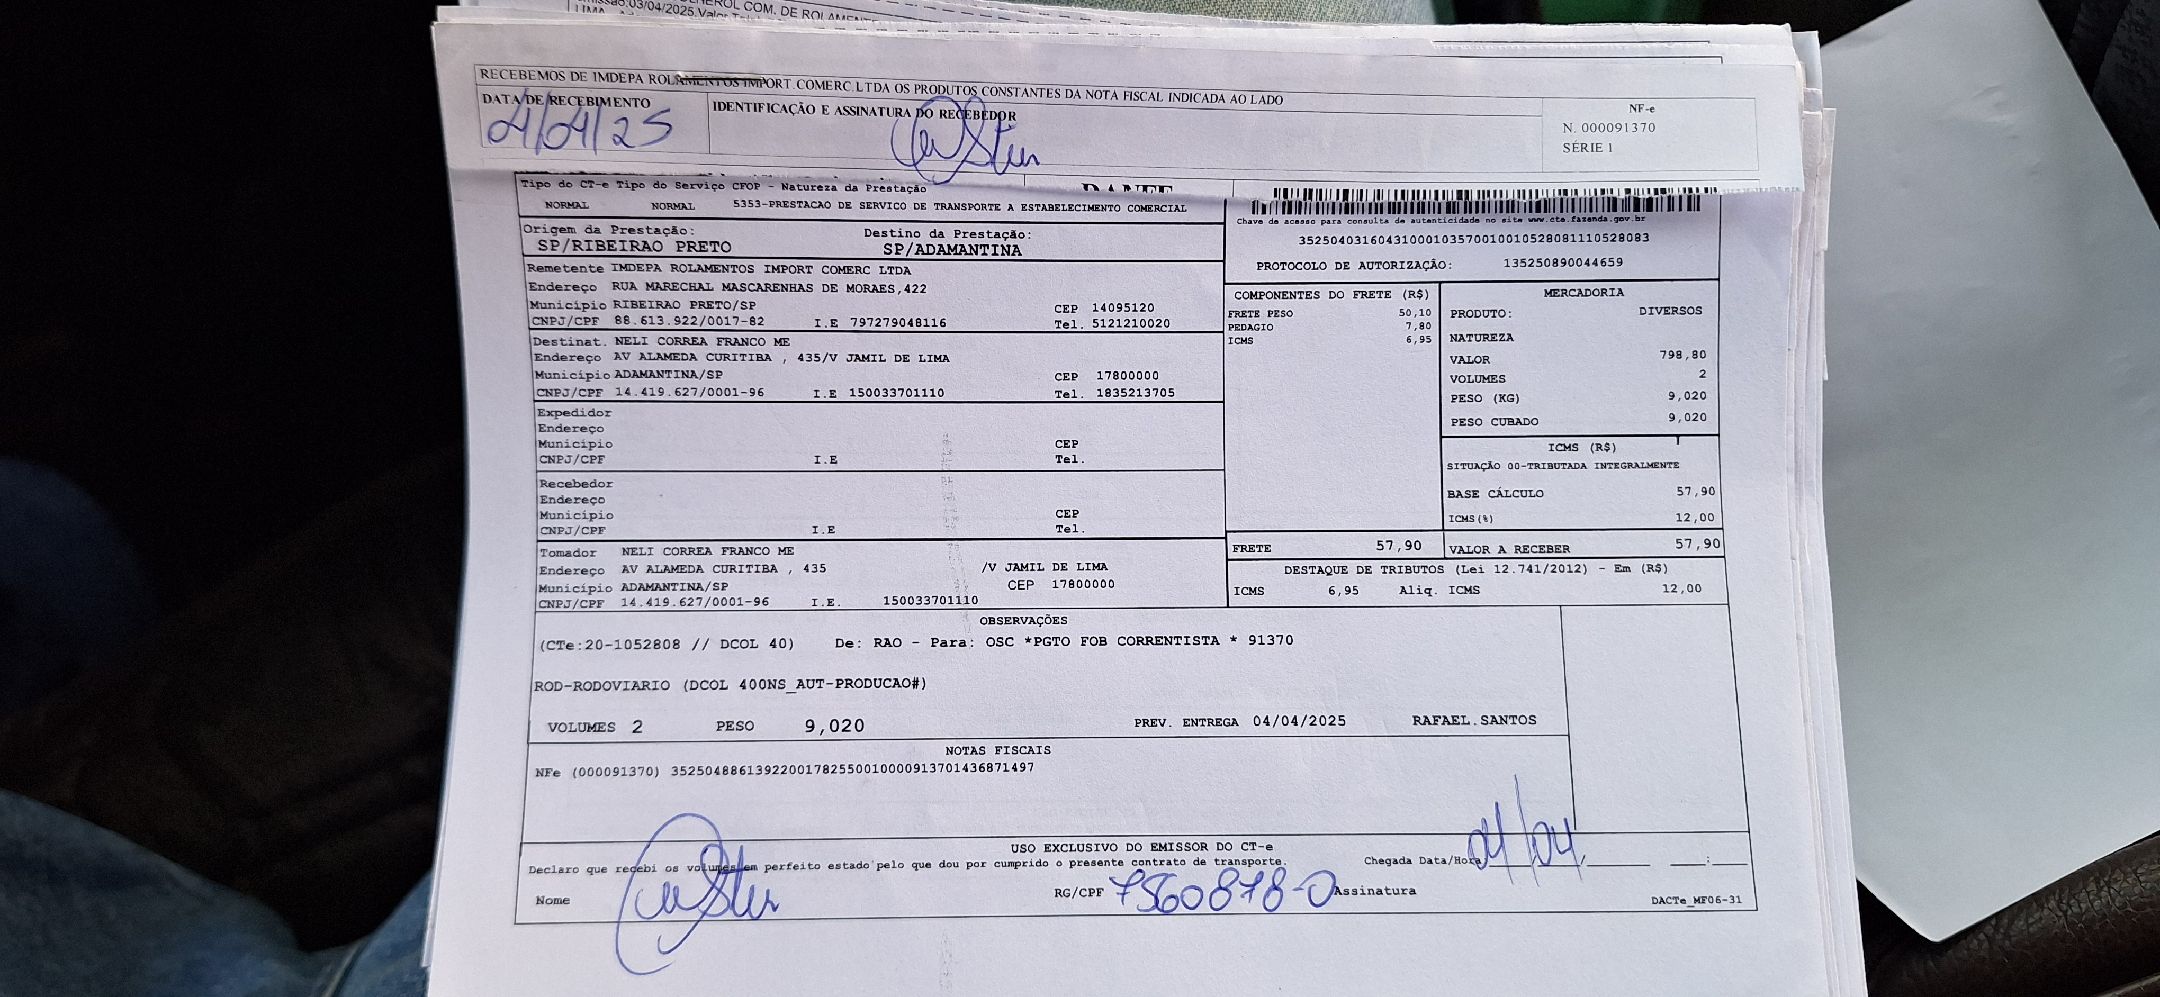 COM. DE ROLAMEN
03/04/2025.Valor
RECEBEMOS DE IMDEPA ROLAMENTOS IMPORT.COMERC.LTDA OS PRODUTOS CONSTANTES DA NOTA FISCAL INDICADA AO LADO
DATA DE RECEBIMENTO IDENTIFICAÇÃO E ASSINATURA DO RECEBEDOR NF-e
04/04/25
N. 000091370
SÉRIE 1
Tipo do CT-e Tipo do Serviço CFOP - Natureza da Prestação DANFE
NORMAL NORMAL 5353-PRESTACAO DE SERVICO DE TRANSPORTE A ESTABELECIMENTO COMERCIAL
Chave de acesso para consulta de autenticidade no site www.cte.fazenda.gov.br
35250403160431000103570010010528081110528083
PROTOCOLO DE AUTORIZAÇÃO: 135250890044659
Origem da Prestação: Destino da Prestação:
SP/RIBEIRAO PRETO SP/ADAMANTINA
Remetente IMDEPA ROLAMENTOS IMPORT COMERC LTDA
Endereço RUA MARECHAL MASCARENHAS DE MORAES,422
Município RIBEIRAO PRETO/SP CEP 14095120
CNPJ/CPF 88.613.922/0017-82 I.E 797279048116 Tel. 5121210020
Destinat. NELI CORREA FRANCO ME
Endereço AV ALAMEDA CURITIBA , 435/V JAMIL DE LIMA
Município ADAMANTINA/SP CEP 17800000
CNPJ/CPF 14.419.627/0001-96 I.E 150033701110 Tel. 1835213705
Expedidor
Endereço
Município CEP
CNPJ/CPF I.E Tel.
Recebedor
Endereço
Município CEP
CNPJ/CPF I.E Tel.
Tomador NELI CORREA FRANCO ME
Endereço AV ALAMEDA CURITIBA , 435 /V JAMIL DE LIMA
Município ADAMANTINA/SP CEP 17800000
CNPJ/CPF 14.419.627/0001-96 I.E. 150033701110
COMPONENTES DO FRETE (R$)
FRETE PESO 50,10
PEDAGIO 7,80
ICMS 6,95
MERCADORIA
PRODUTO: DIVERSOS
NATUREZA
VALOR 798,80
VOLUMES 2
PESO (KG) 9,020
PESO CUBADO 9,020
ICMS (R$)
SITUAÇÃO 00-TRIBUTADA INTEGRALMENTE
BASE CÁLCULO 57,90
ICMS(%) 12,00
FRETE 57,90 VALOR A RECEBER 57,90
DESTAQUE DE TRIBUTOS (Lei 12.741/2012) - Em (R$)
ICMS 6,95 Aliq. ICMS 12,00
OBSERVAÇÕES
(CTe:20-1052808 // DCOL 40) De: RAO - Para: OSC *PGTO FOB CORRENTISTA * 91370
ROD-RODOVIARIO (DCOL 400NS_AUT-PRODUCAO#)
VOLUMES 2 PESO 9,020 PREV. ENTREGA 04/04/2025 RAFAEL.SANTOS
NOTAS FISCAIS
NFe (000091370) 35250488613922001782550010000913701436871497
USO EXCLUSIVO DO EMISSOR DO CT-e
Declaro que recebi os volumes em perfeito estado pelo que dou por cumprido o presente contrato de transporte. Chegada Data/Hora 04/04
Nome RG/CPF 7560878-0 Assinatura
DACTe_MF06-31